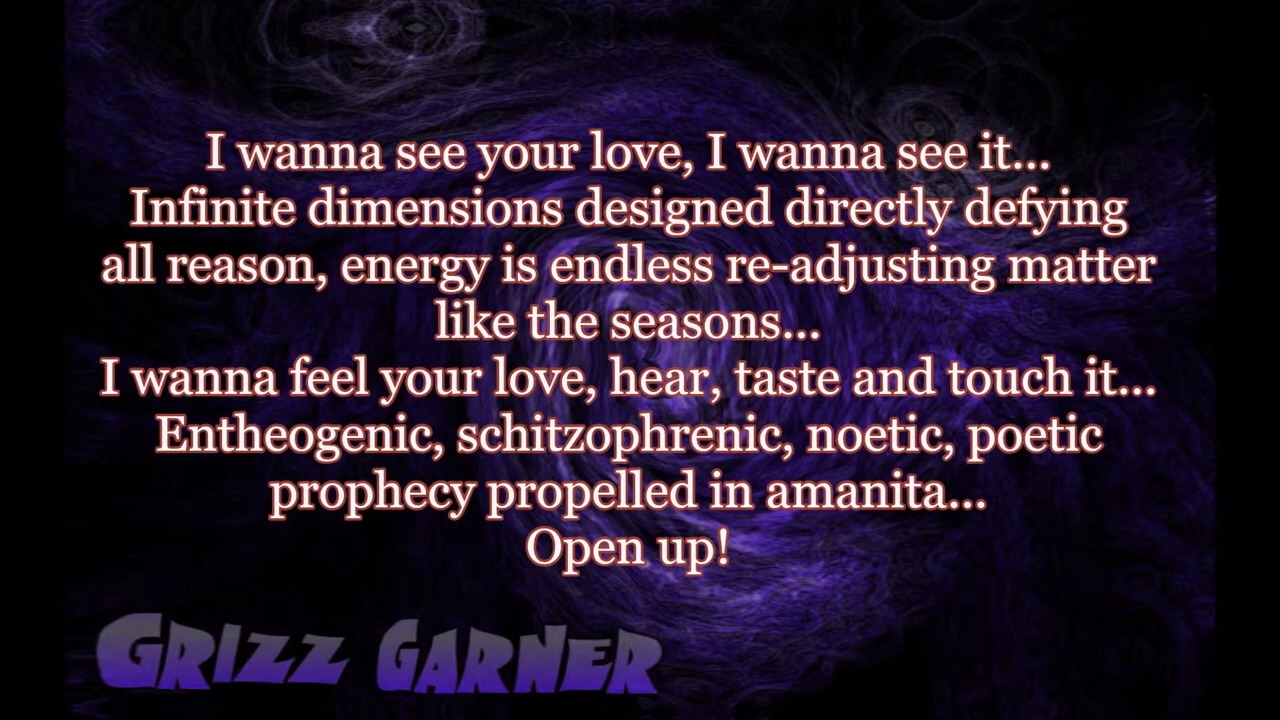 I wanna see your love, I wanna see it...
Infinite dimensions designed directly defying
all reason, energy is endless re-adjusting matter
like the seasons...
I wanna feel your love, hear, taste and touch it...
Entheogenic, schitzophrenic, noetic, poetic
prophecy propelled in amanita...
Open up!
GRIZZ GARNER